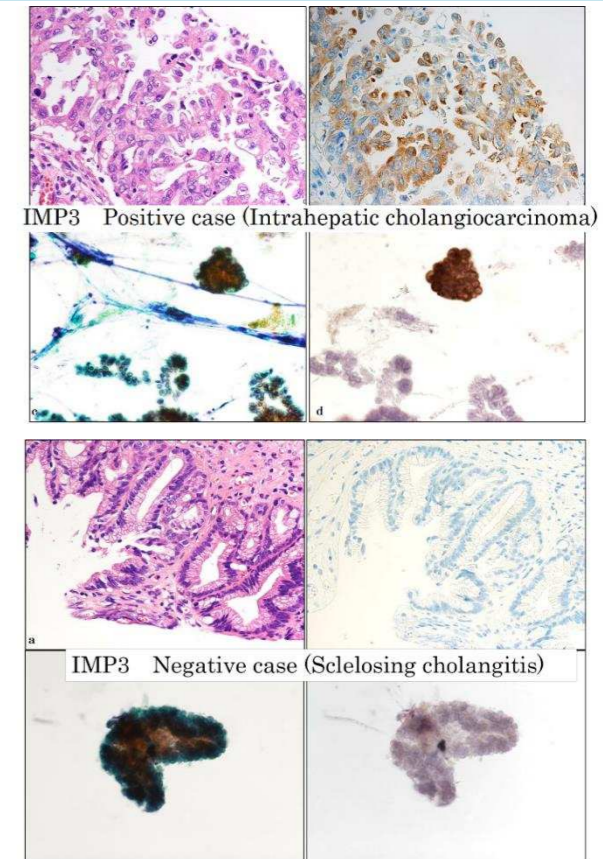 IMP3 Positive case (Intrahepatic cholangiocarcinoma)
c
d
a
IMP3 Negative case (Sclelosing cholangitis)